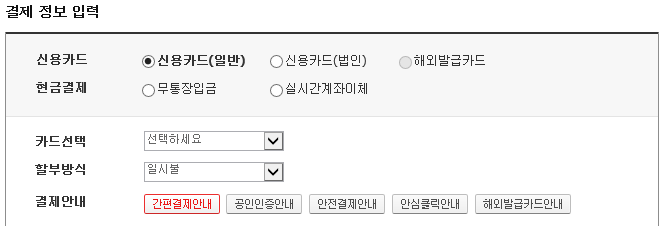 결제 정보 입력
신용카드 신용카드(일반) 신용카드(법인) 해외발급카드
현금결제 무통장입금 실시간계좌이체
카드선택 선택하세요
할부방식 일시불
결제안내 간편결제안내 공인인증안내 안전결제안내 안심클릭안내 해외발급카드안내